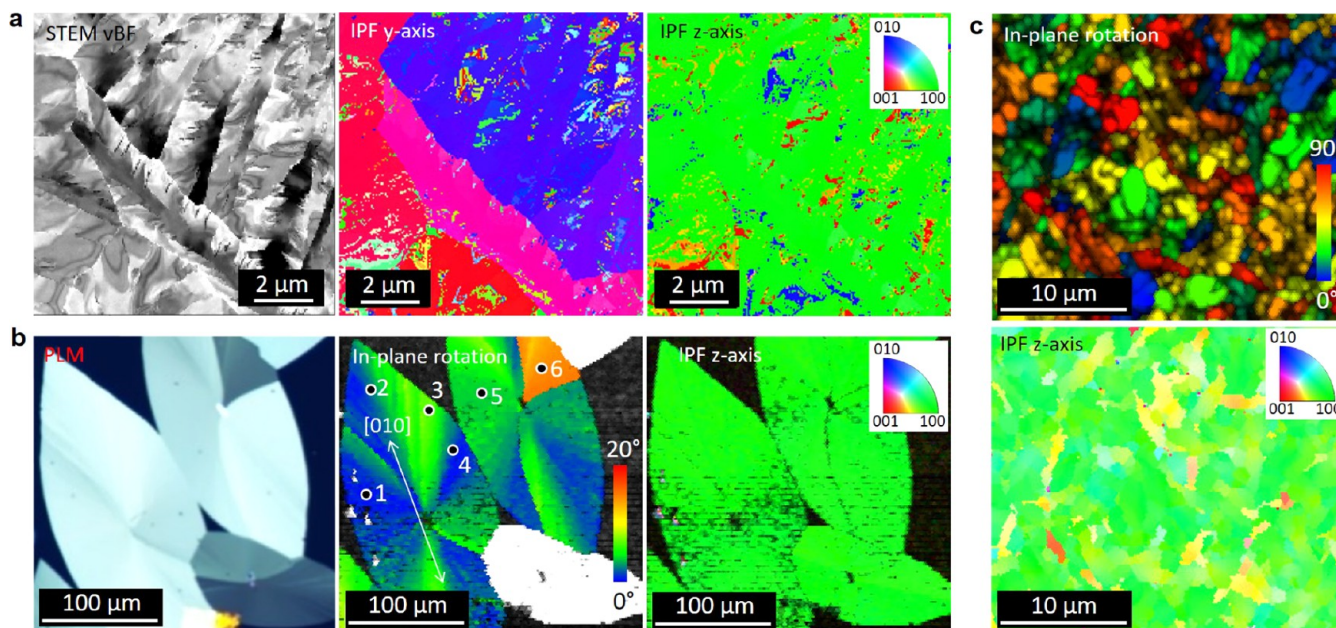 a
STEM vBF
2 μm
IPF y-axis
2 μm
IPF z-axis
010
001 100
2 μm
b
PLM
100 μm
In-plane rotation
1
2
3
4
5
6
[010]
20°
0°
100 μm
IPF z-axis
010
001 100
100 μm
c
In-plane rotation
90
0°
10 μm
IPF z-axis
010
001 100
10 μm